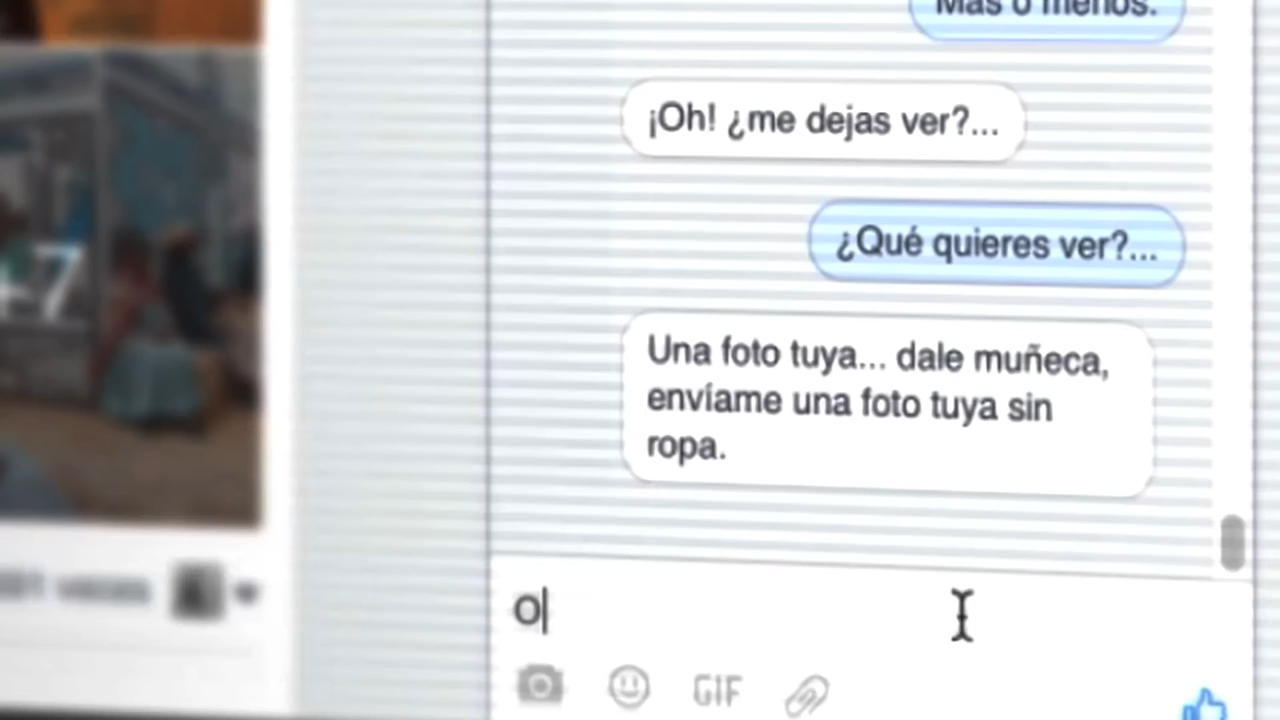 Más o menos.
¡Oh! ¿me dejas ver?...
¿Qué quieres ver?...
Una foto tuya... dale muñeca,
envíame una foto tuya sin
ropa.
O
GIF